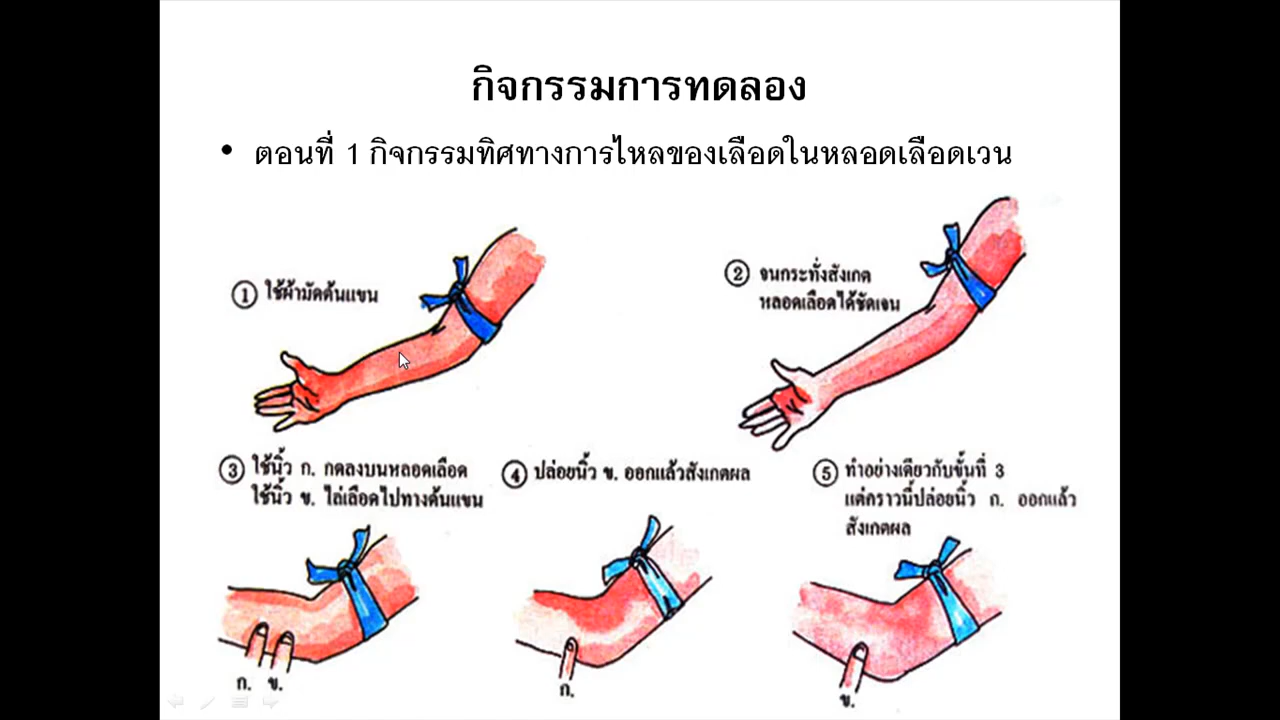 กิจกรรมการทดลอง
• ตอนที่ 1 กิจกรรมทิศทางการไหลของเลือดในหลอดเลือดเวน
① ใช้ผ้ามัดต้นแขน
② จนกระทั่งสังเกต
หลอดเลือดได้ชัดเจน
③ ใช้นิ้ว ก. กดลงบนหลอดเลือด
ใช้นิ้ว ข. ไล่เลือดไปทางต้นแขน
④ ปล่อยนิ้ว ข. ออกแล้วสังเกตผล
⑤ ทำอย่างเดียวกับขั้นที่ 3
แต่คราวนี้ปล่อยนิ้ว ก. ออกแล้ว
สังเกตผล
ก. ข.
ก.
ข.